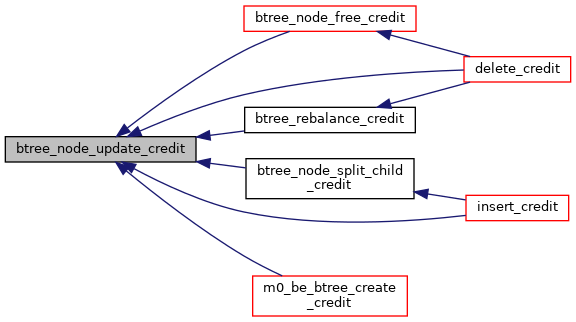 btree_node_free_credit
delete_credit
btree_rebalance_credit
btree_node_update_credit
btree_node_split_child
_credit
insert_credit
m0_be_btree_create
_credit